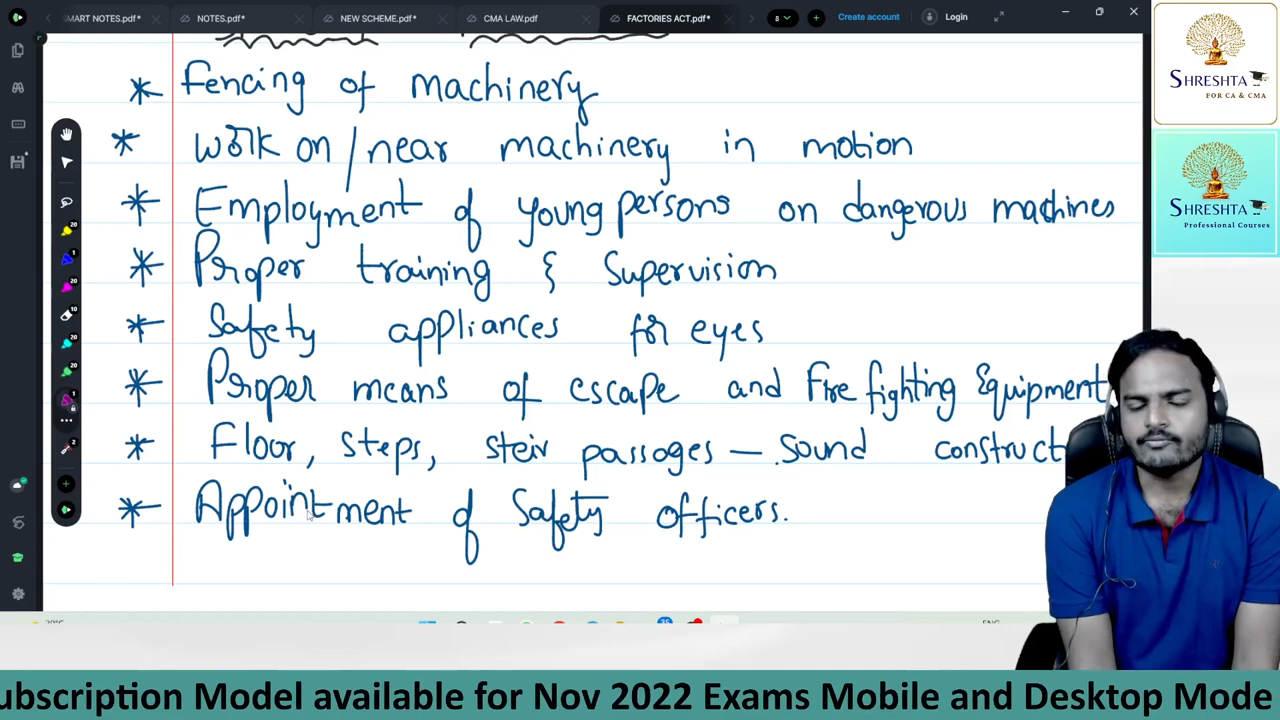 SMART NOTES.pdf*
NOTES.pdf*
NEW SCHEME.pdf*
CMA LAW.pdf
FACTORIES ACT.pdf*
8
Create account
Login
SHRESHTA
FOR CA & CMA
SHRESHTA
Professional Courses
* Fencing of machinery
* Work on/near machinery in motion
* Employment of young persons on dangerous machines
* Proper training & Supervision
* Safety appliances for eyes
* Proper means of escape and Fire fighting Equipment
* Floor, steps, steir passages - Sound construct
* Appointment of Safety officers.
ENG
ubscription Model available for Nov 2022 Exams Mobile and Desktop Mode